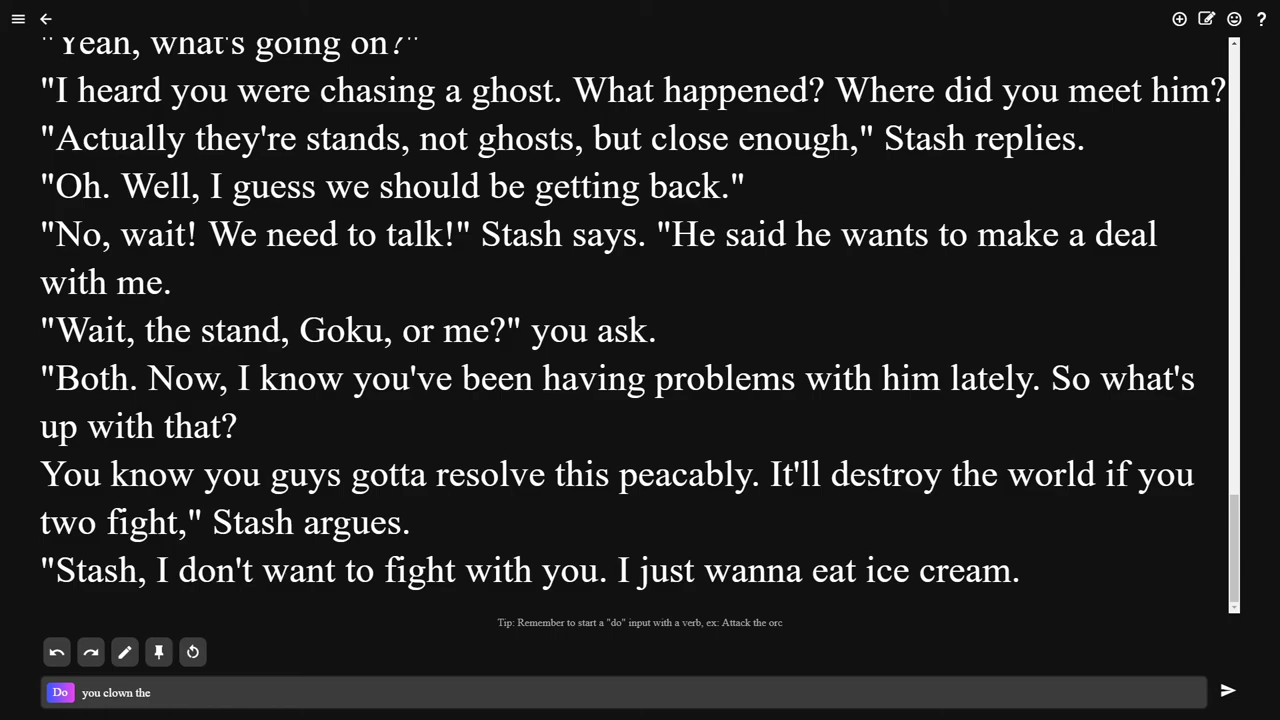 "Yeah, what's going on?"
"I heard you were chasing a ghost. What happened? Where did you meet him?
"Actually they're stands, not ghosts, but close enough," Stash replies.
"Oh. Well, I guess we should be getting back."
"No, wait! We need to talk!" Stash says. "He said he wants to make a deal
with me.
"Wait, the stand, Goku, or me?" you ask.
"Both. Now, I know you've been having problems with him lately. So what's
up with that?
You know you guys gotta resolve this peacably. It'll destroy the world if you
two fight," Stash argues.
"Stash, I don't want to fight with you. I just wanna eat ice cream.
Tip: Remember to start a "do" input with a verb, ex: Attack the orc
Do you clown the